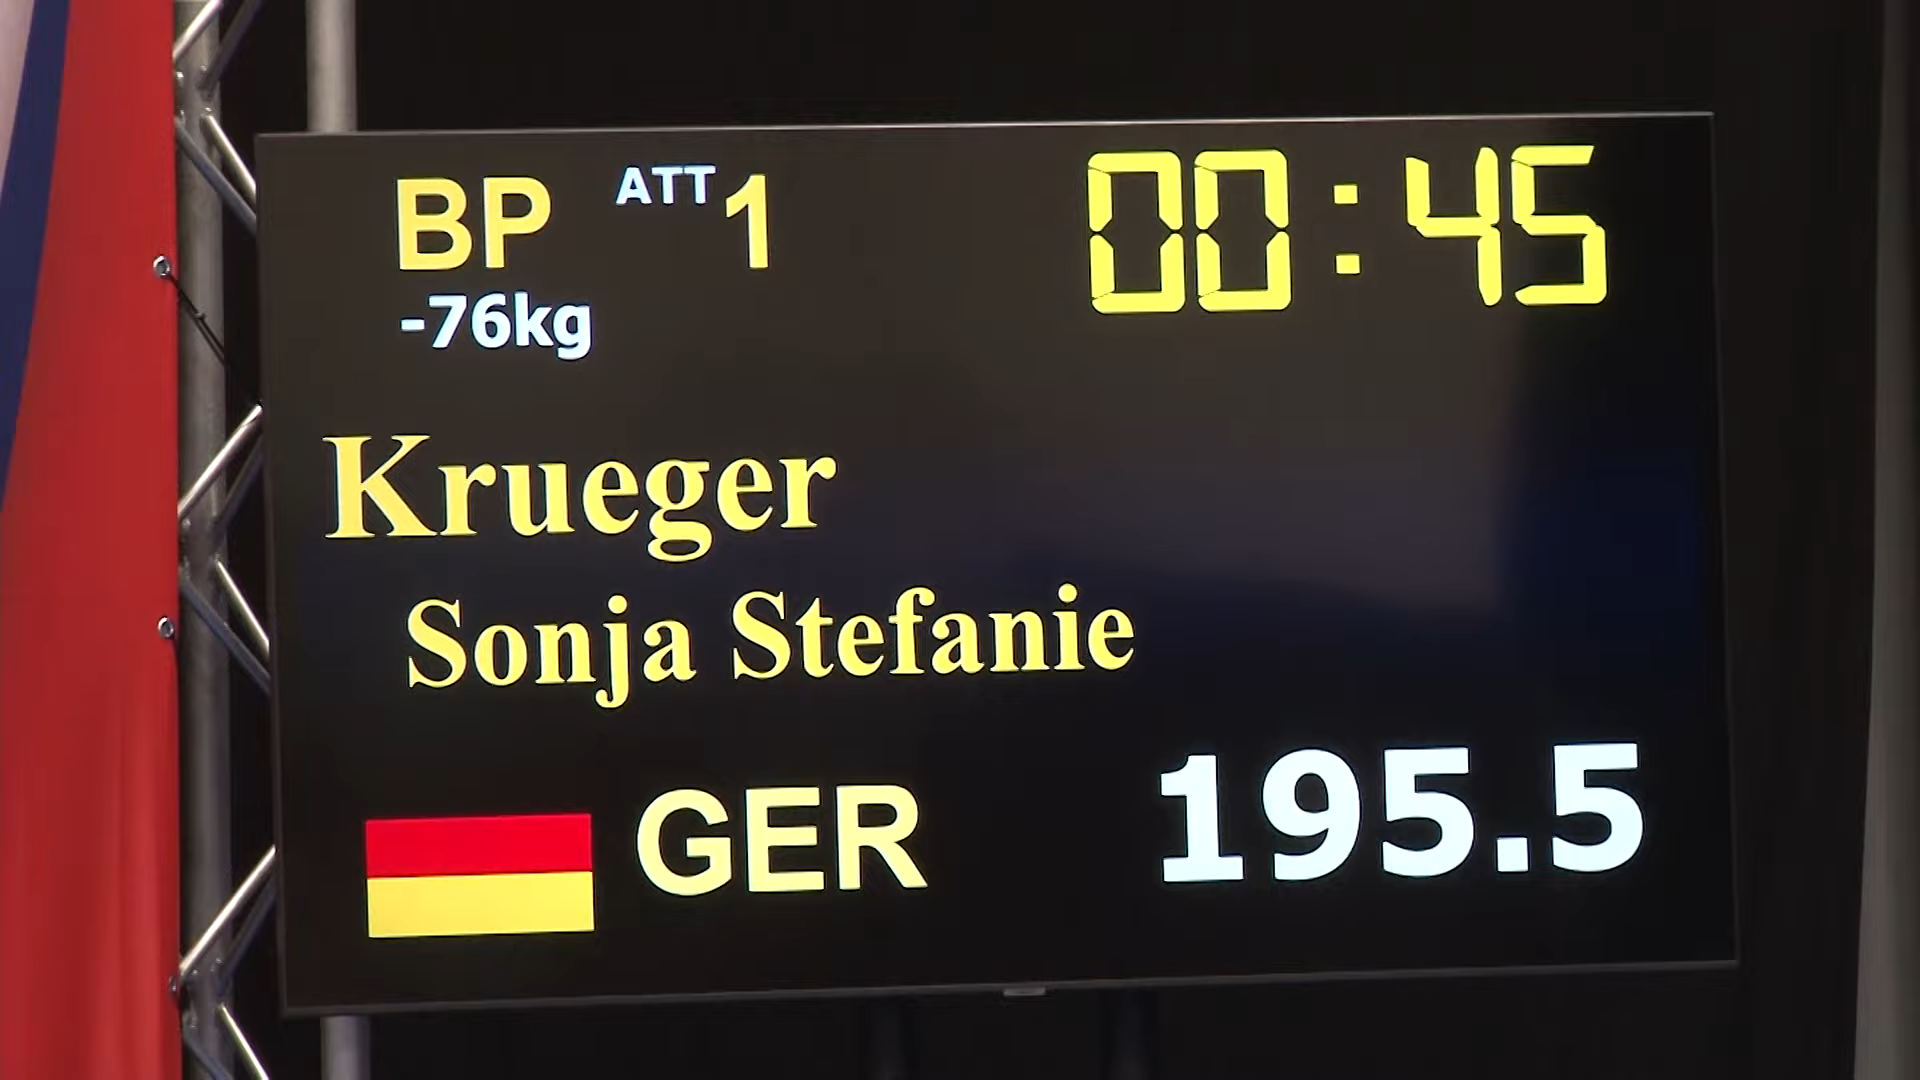 BP ATT 1 00:45
-76kg
Krueger
Sonja Stefanie
GER 195.5